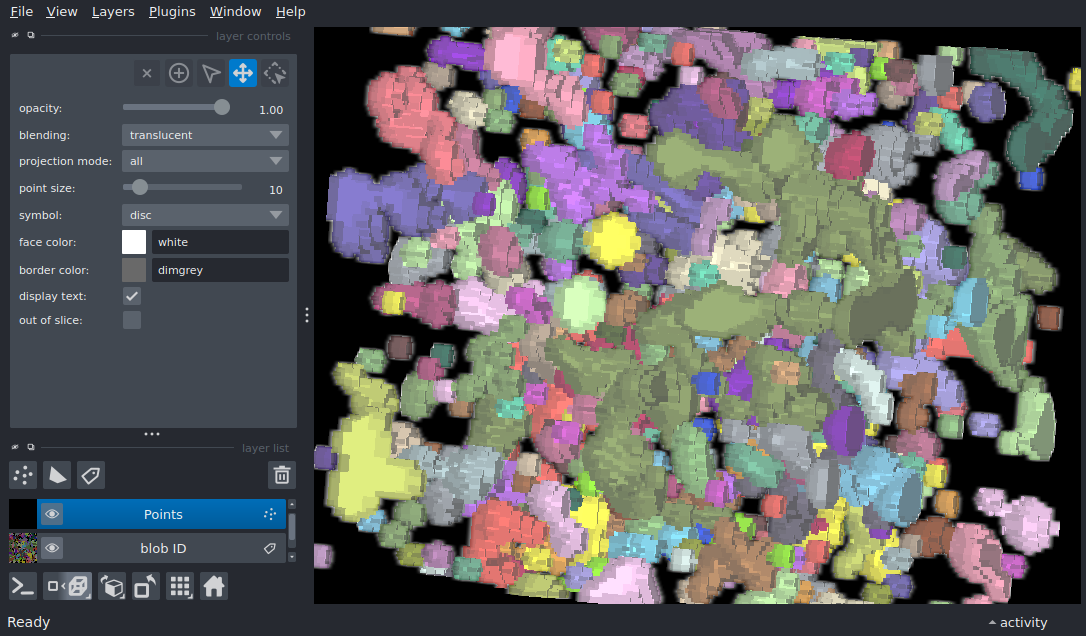 File View Layers Plugins Window Help
layer controls
opacity: 1.00
blending: translucent
projection mode: all
point size: 10
symbol: disc
face color: white
border color: dimgrey
display text:
out of slice:
layer list
Points
blob ID
Ready
activity